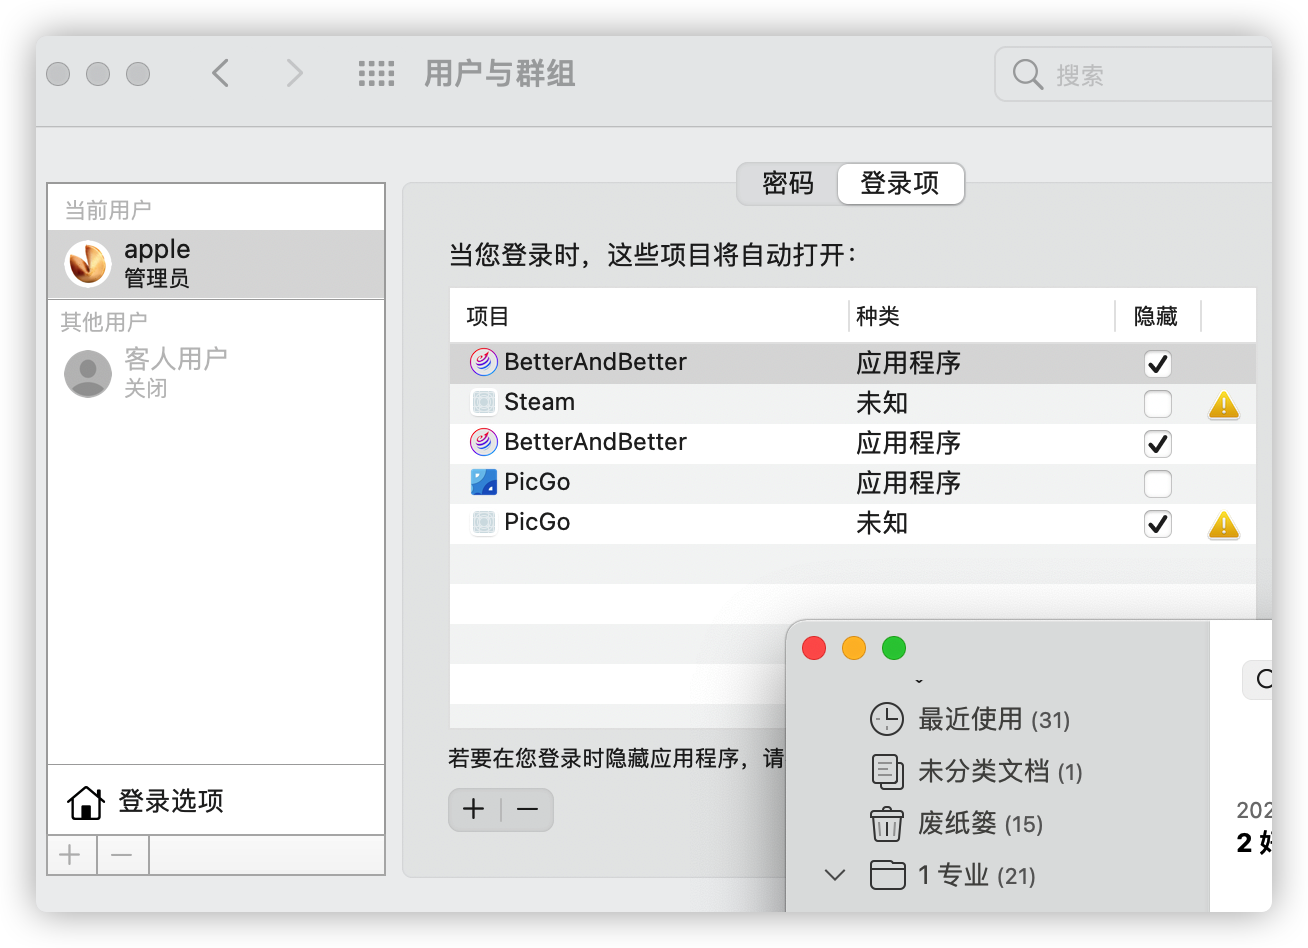 用户与群组
搜索
密码
登录项
当前用户
apple
管理员
其他用户
客人用户
关闭
登录选项
当您登录时，这些项目将自动打开：
项目 种类 隐藏
BetterAndBetter 应用程序
Steam 未知
BetterAndBetter 应用程序
PicGo 应用程序
PicGo 未知
若要在您登录时隐藏应用程序，请
最近使用 (31)
未分类文档 (1)
废纸篓 (15)
1 专业 (21)
202
2 好